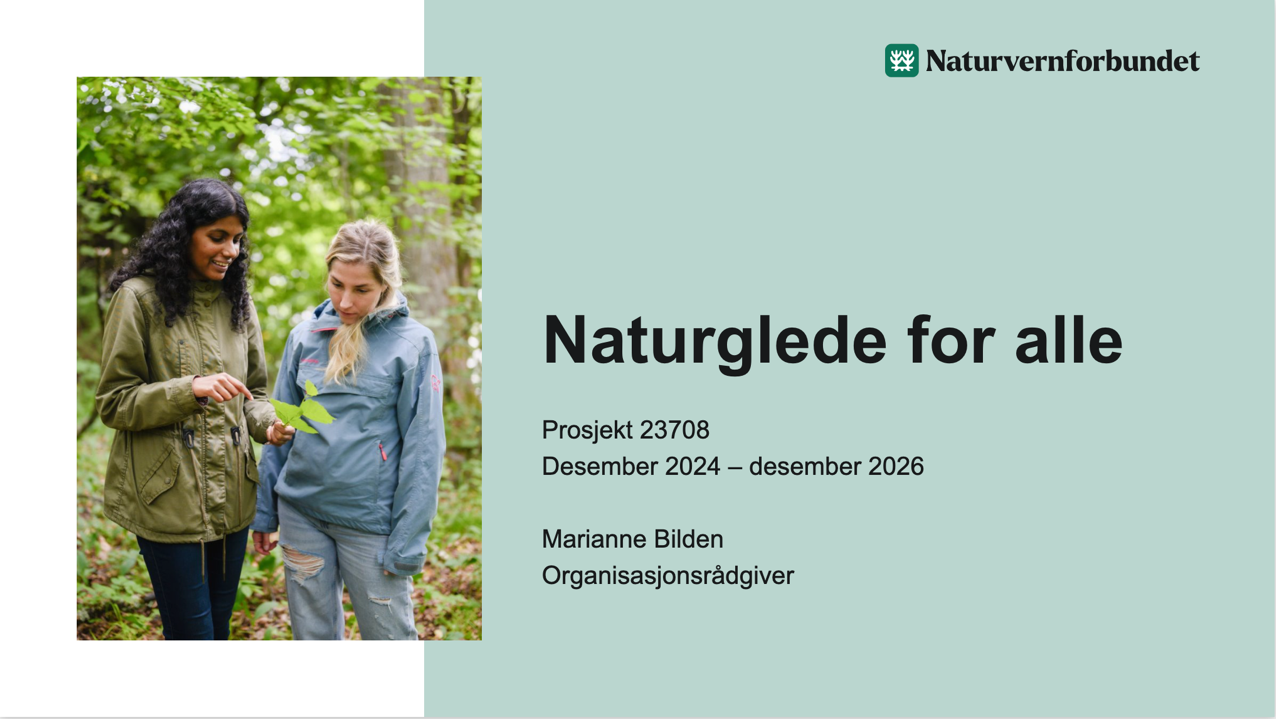 Naturvernforbundet
Naturglede for alle
Prosjekt 23708
Desember 2024 – desember 2026
Marianne Bilden
Organisasjonsrådgiver